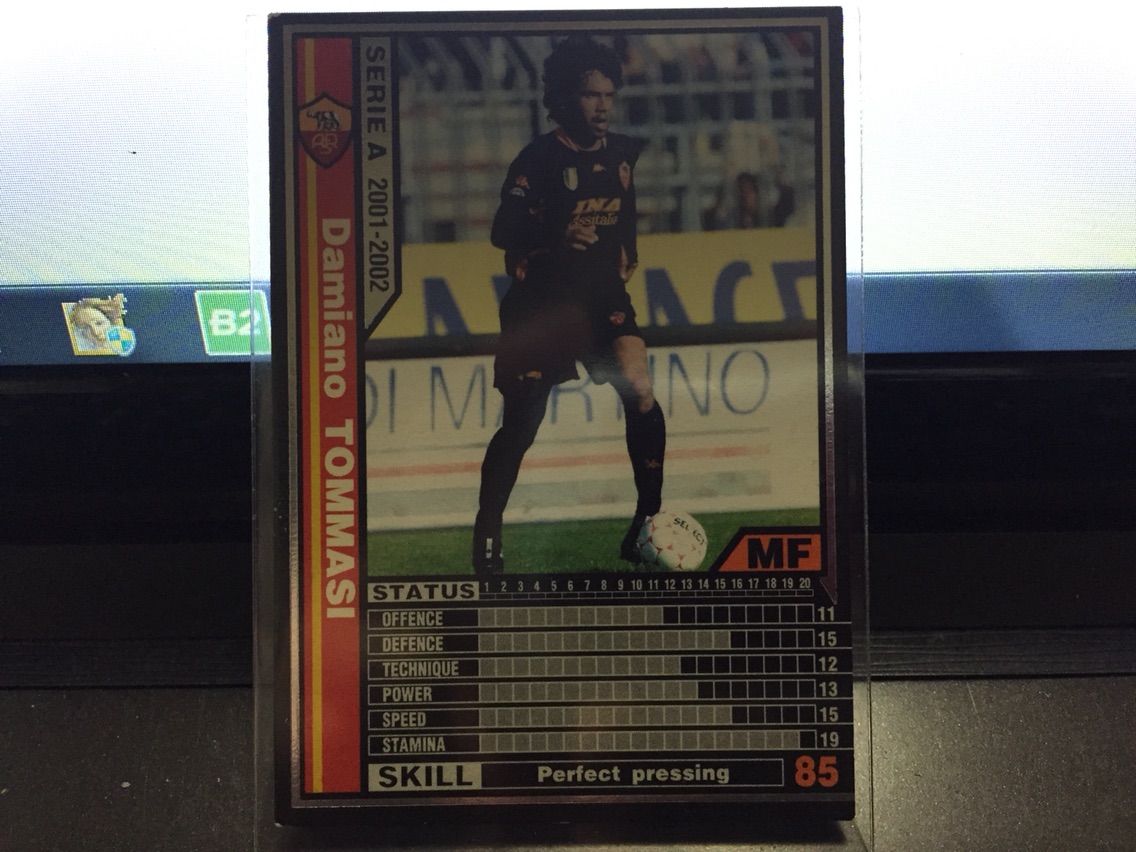 SERIE A 2001-2002
Damiano TOMMASI
INA
Assitalia
DI MARTINO
SELECT
B2
MF
STATUS 1 2 3 4 5 6 7 8 9 10 11 12 13 14 15 16 17 18 19 20
OFFENCE 11
DEFENCE 15
TECHNIQUE 12
POWER 13
SPEED 15
STAMINA 19
SKILL Perfect pressing 85